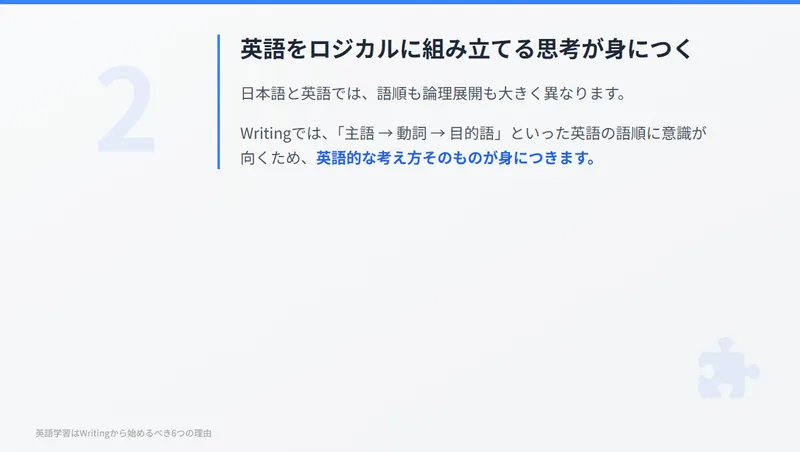 2
英語をロジカルに組み立てる思考が身につく
日本語と英語では、語順も論理展開も大きく異なります。
Writingでは、「主語 → 動詞 → 目的語」といった英語の語順に意識が
向くため、英語的な考え方そのものが身につきます。
英語学習はWritingから始めるべき6つの理由